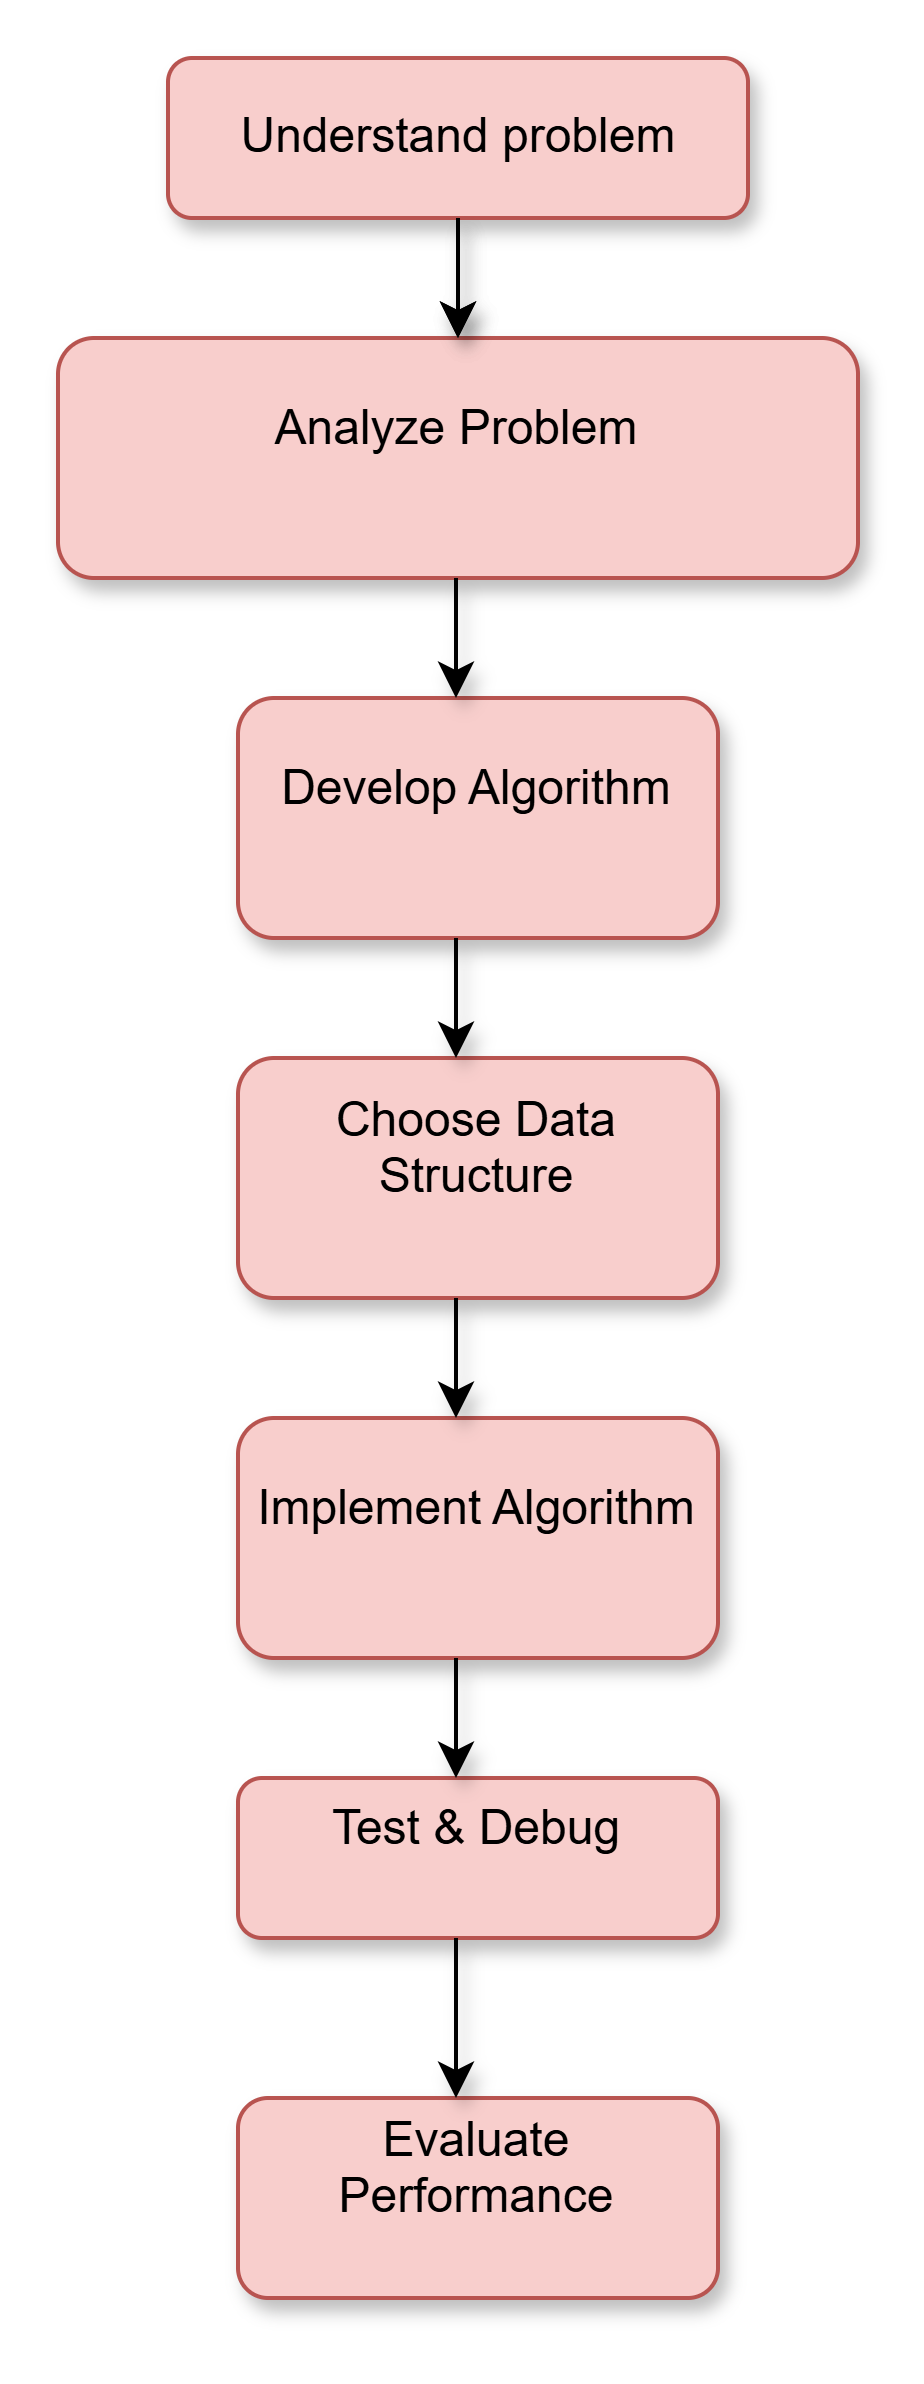 Understand problem
Analyze Problem
Develop Algorithm
Choose Data
Structure
Implement Algorithm
Test & Debug
Evaluate
Performance